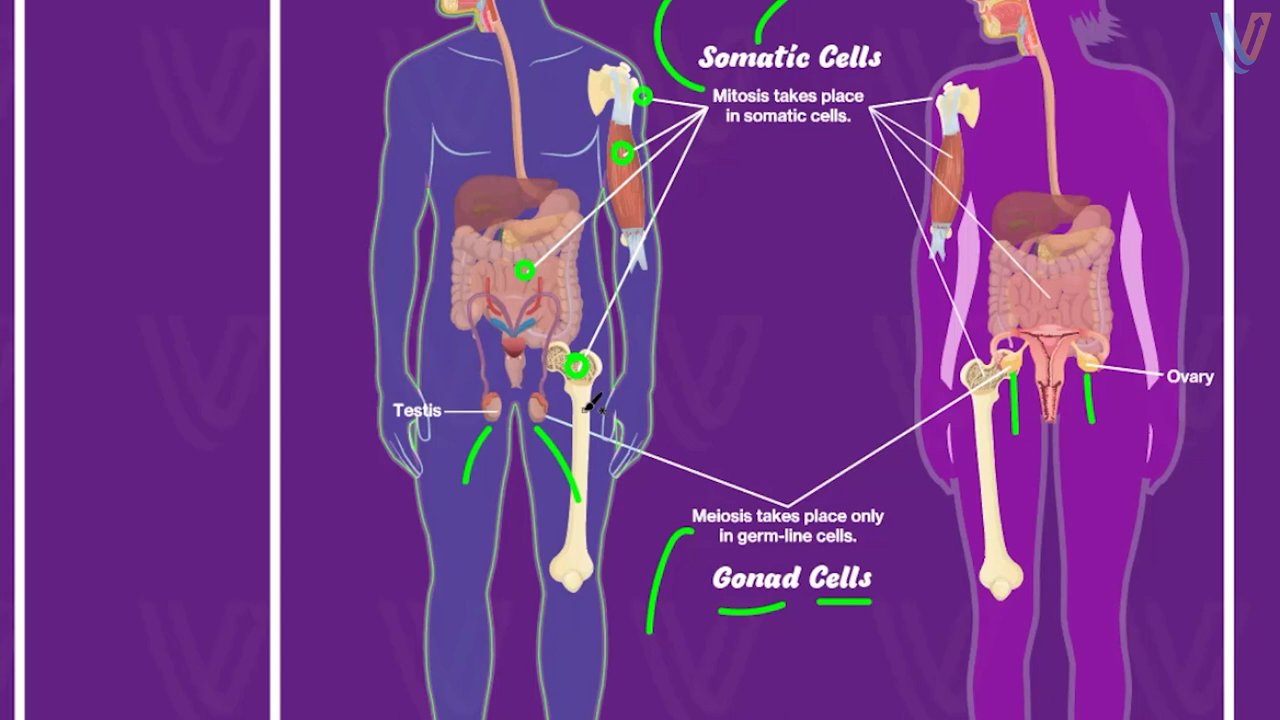 Somatic Cells
Mitosis takes place
in somatic cells.
Ovary
Testis
Meiosis takes place only
in germ-line cells.
Gonad Cells